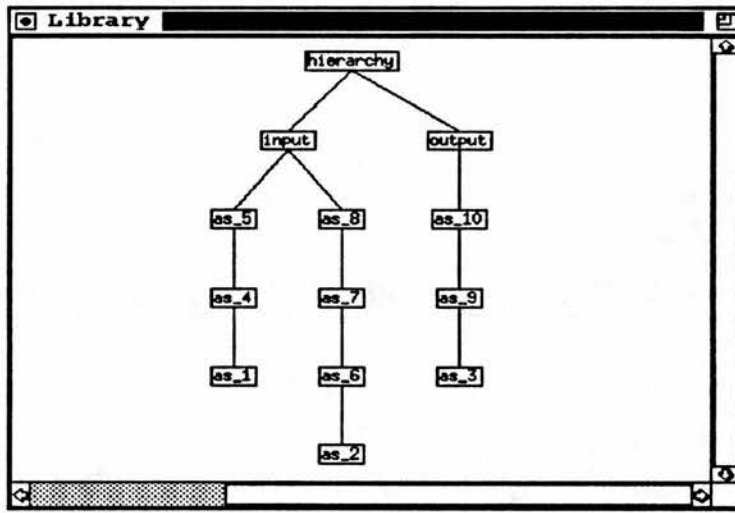 Library
hierarchy
input output
as_5 as_8 as_10
as_4 as_7 as_9
as_1 as_6 as_3
as_2